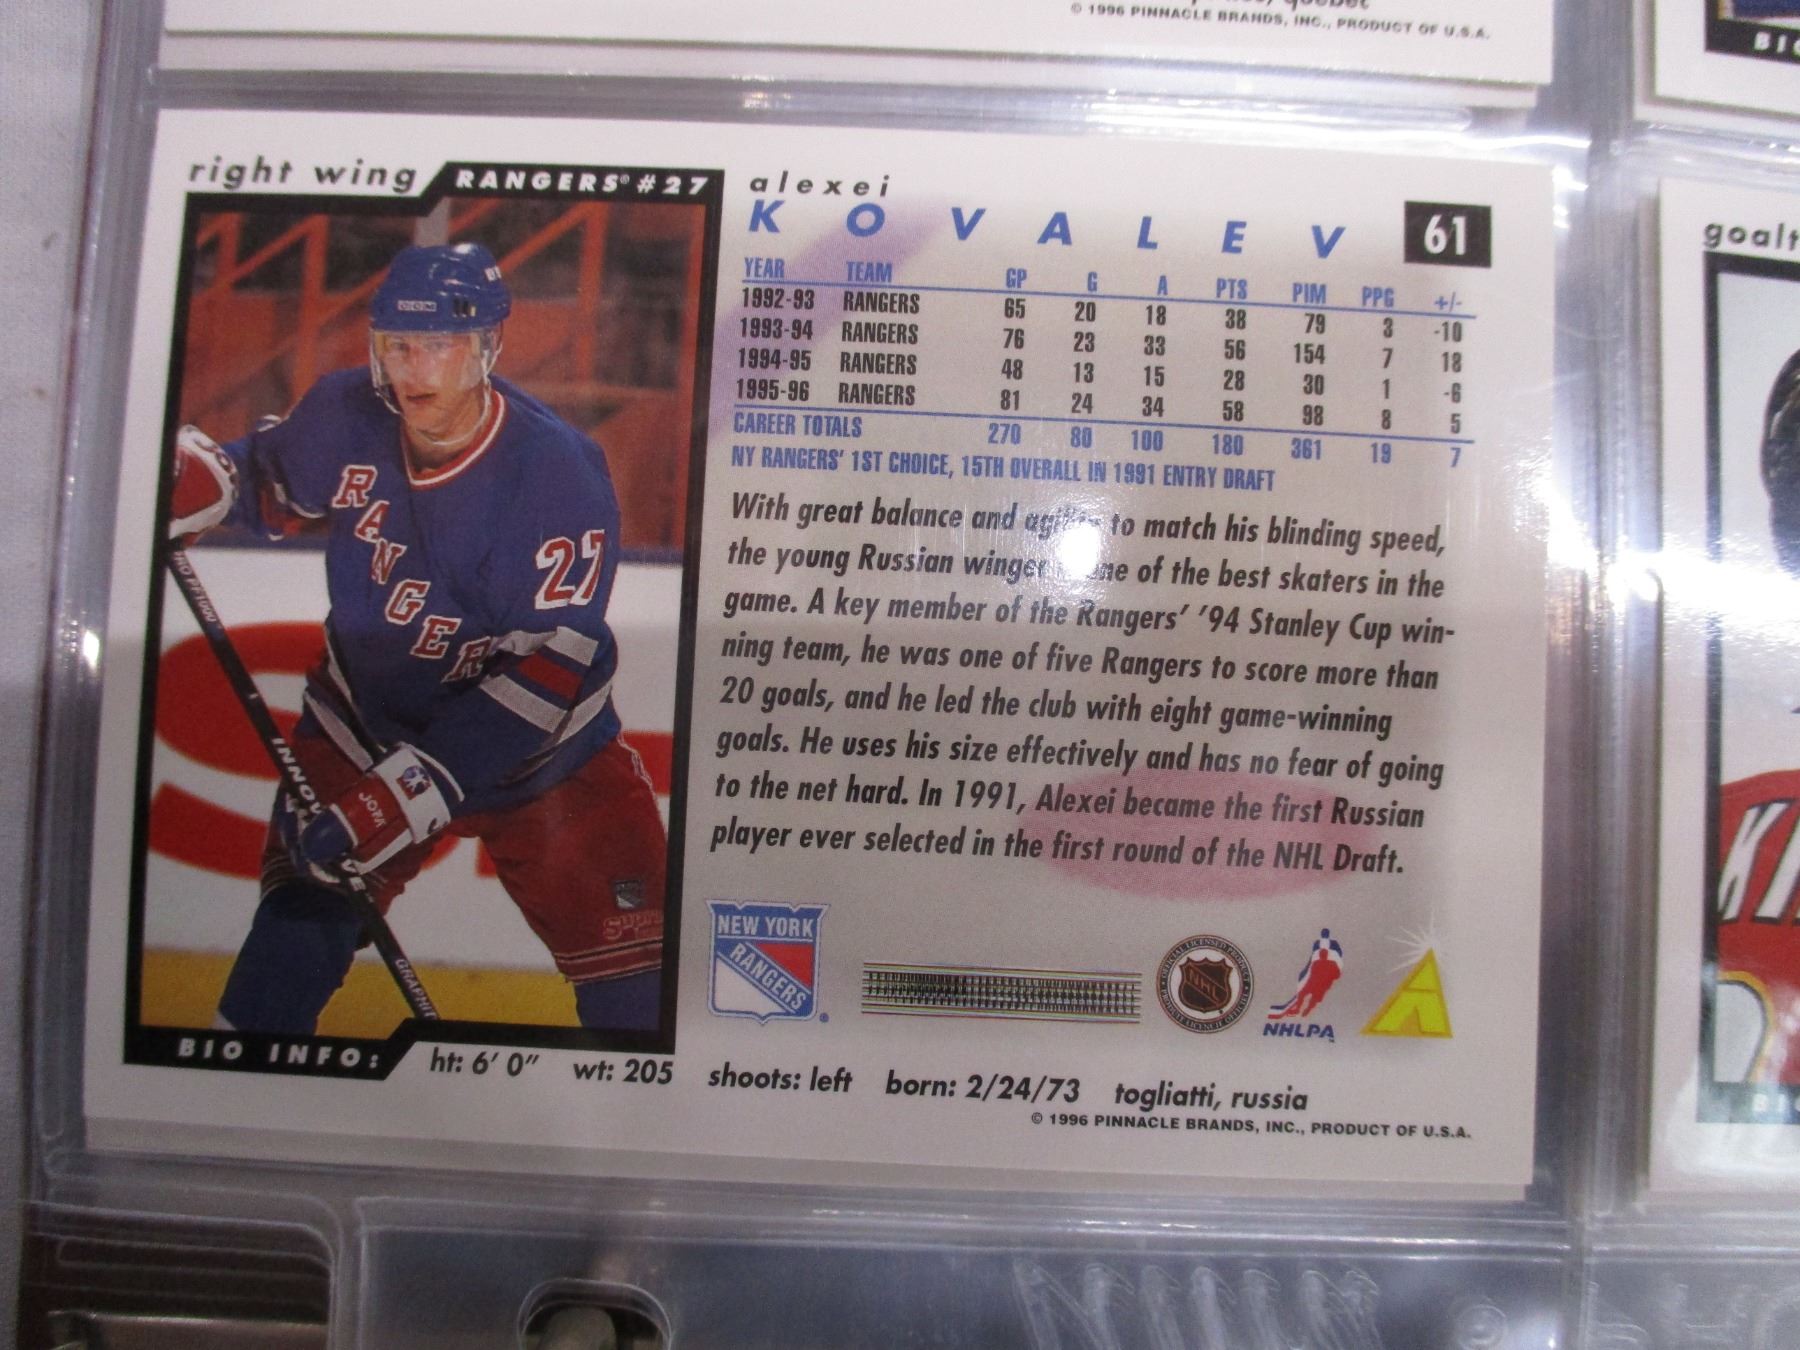 © 1996 PINNACLE BRANDS, INC., PRODUCT OF U.S.A.
right wing RANGERS® #27
alexei
KOVALEV 61
YEAR TEAM GP G A PTS PIM PPG +/-
1992-93 RANGERS 65 20 18 38 79 3 -10
1993-94 RANGERS 76 23 33 56 154 7 18
1994-95 RANGERS 48 13 15 28 30 1 -6
1995-96 RANGERS 81 24 34 58 98 8 5
CAREER TOTALS 270 80 100 180 361 19 7
NY RANGERS' 1ST CHOICE, 15TH OVERALL IN 1991 ENTRY DRAFT
With great balance and agility to match his blinding speed,
the young Russian winger one of the best skaters in the
game. A key member of the Rangers' '94 Stanley Cup win-
ning team, he was one of five Rangers to score more than
20 goals, and he led the club with eight game-winning
goals. He uses his size effectively and has no fear of going
to the net hard. In 1991, Alexei became the first Russian
player ever selected in the first round of the NHL Draft.
CCM
RANGERS
27
INNOV
JOFA
GRAPHIT
NEW YORK
RANGERS
®
NHL
NHLPA
BIO INFO: ht: 6' 0" wt: 205 shoots: left born: 2/24/73 togliatti, russia
© 1996 PINNACLE BRANDS, INC., PRODUCT OF U.S.A.